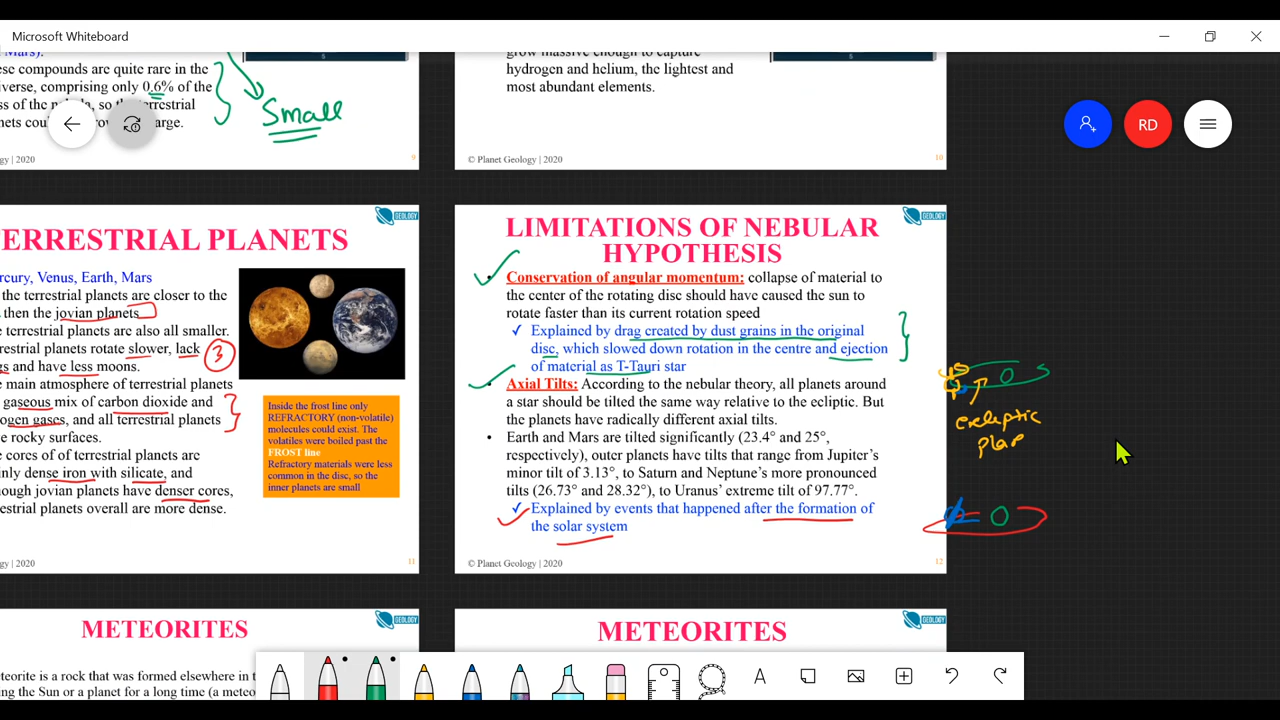 Microsoft Whiteboard
Mars).
ese compounds are quite rare in the
iverse, comprising only 0.6% of the
ss of the nebula, so the terrestrial
nets could
arge.
Small
/ | 2020
9
grow massive enough to capture
hydrogen and helium, the lightest and
most abundant elements.
© Planet Geology | 2020
10
RD
GEOLOGY
ERRESTRIAL PLANETS
rcury, Venus, Earth, Mars
the terrestrial planets are closer to the
then the jovian planets
e terrestrial planets are also all smaller.
restrial planets rotate slower, lack
gs and have less moons.
3
e main atmosphere of terrestrial planets
gaseous mix of carbon dioxide and
ogen gases, and all terrestrial planets
e rocky surfaces.
e cores of of terrestrial planets are
inly dense iron with silicate, and
hough jovian planets have denser cores,
restrial planets overall are more dense.
Inside the frost line only
REFRACTORY (non-volatile)
molecules could exist. The
volatiles were boiled past the
FROST line
Refractory materials were less
common in the disc, so the
inner planets are small
/ | 2020
11
GEOLOGY
LIMITATIONS OF NEBULAR
HYPOTHESIS
• Conservation of angular momentum: collapse of material to
the center of the rotating disc should have caused the sun to
rotate faster than its current rotation speed
✓ Explained by drag created by dust grains in the original
disc, which slowed down rotation in the centre and ejection
of material as T-Tauri star
• Axial Tilts: According to the nebular theory, all planets around
a star should be tilted the same way relative to the ecliptic. But
the planets have radically different axial tilts.
• Earth and Mars are tilted significantly (23.4° and 25°,
respectively), outer planets have tilts that range from Jupiter's
minor tilt of 3.13°, to Saturn and Neptune's more pronounced
tilts (26.73° and 28.32°), to Uranus' extreme tilt of 97.77°.
✓ Explained by events that happened after the formation of
the solar system
© Planet Geology | 2020
12
GEOLOGY
METEORITES
teorite is a rock that was formed elsewhere in t
ing the Sun or a planet for a long time (a meteo
GEOLOGY
METEORITES
A